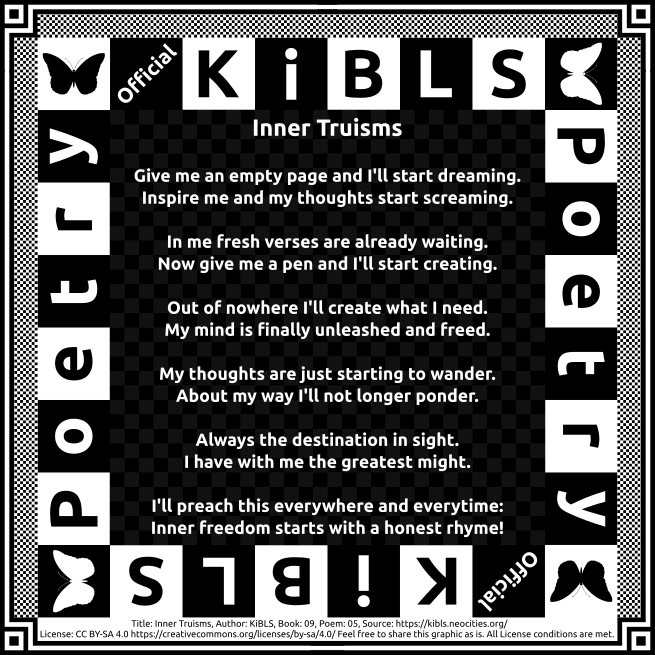 Official KiBLS
Poetry
Poetry
Inner Truisms
Give me an empty page and I'll start dreaming.
Inspire me and my thoughts start screaming.
In me fresh verses are already waiting.
Now give me a pen and I'll start creating.
Out of nowhere I'll create what I need.
My mind is finally unleashed and freed.
My thoughts are just starting to wander.
About my way I'll not longer ponder.
Always the destination in sight.
I have with me the greatest might.
I'll preach this everywhere and everytime:
Inner freedom starts with a honest rhyme!
Official KiBLS
Title: Inner Truisms, Author: KiBLS, Book: 09, Poem: 05, Source: https://kibls.neocities.org/
License: CC BY-SA 4.0 https://creativecommons.org/licenses/by-sa/4.0/ Feel free to share this graphic as is. All License conditions are met.